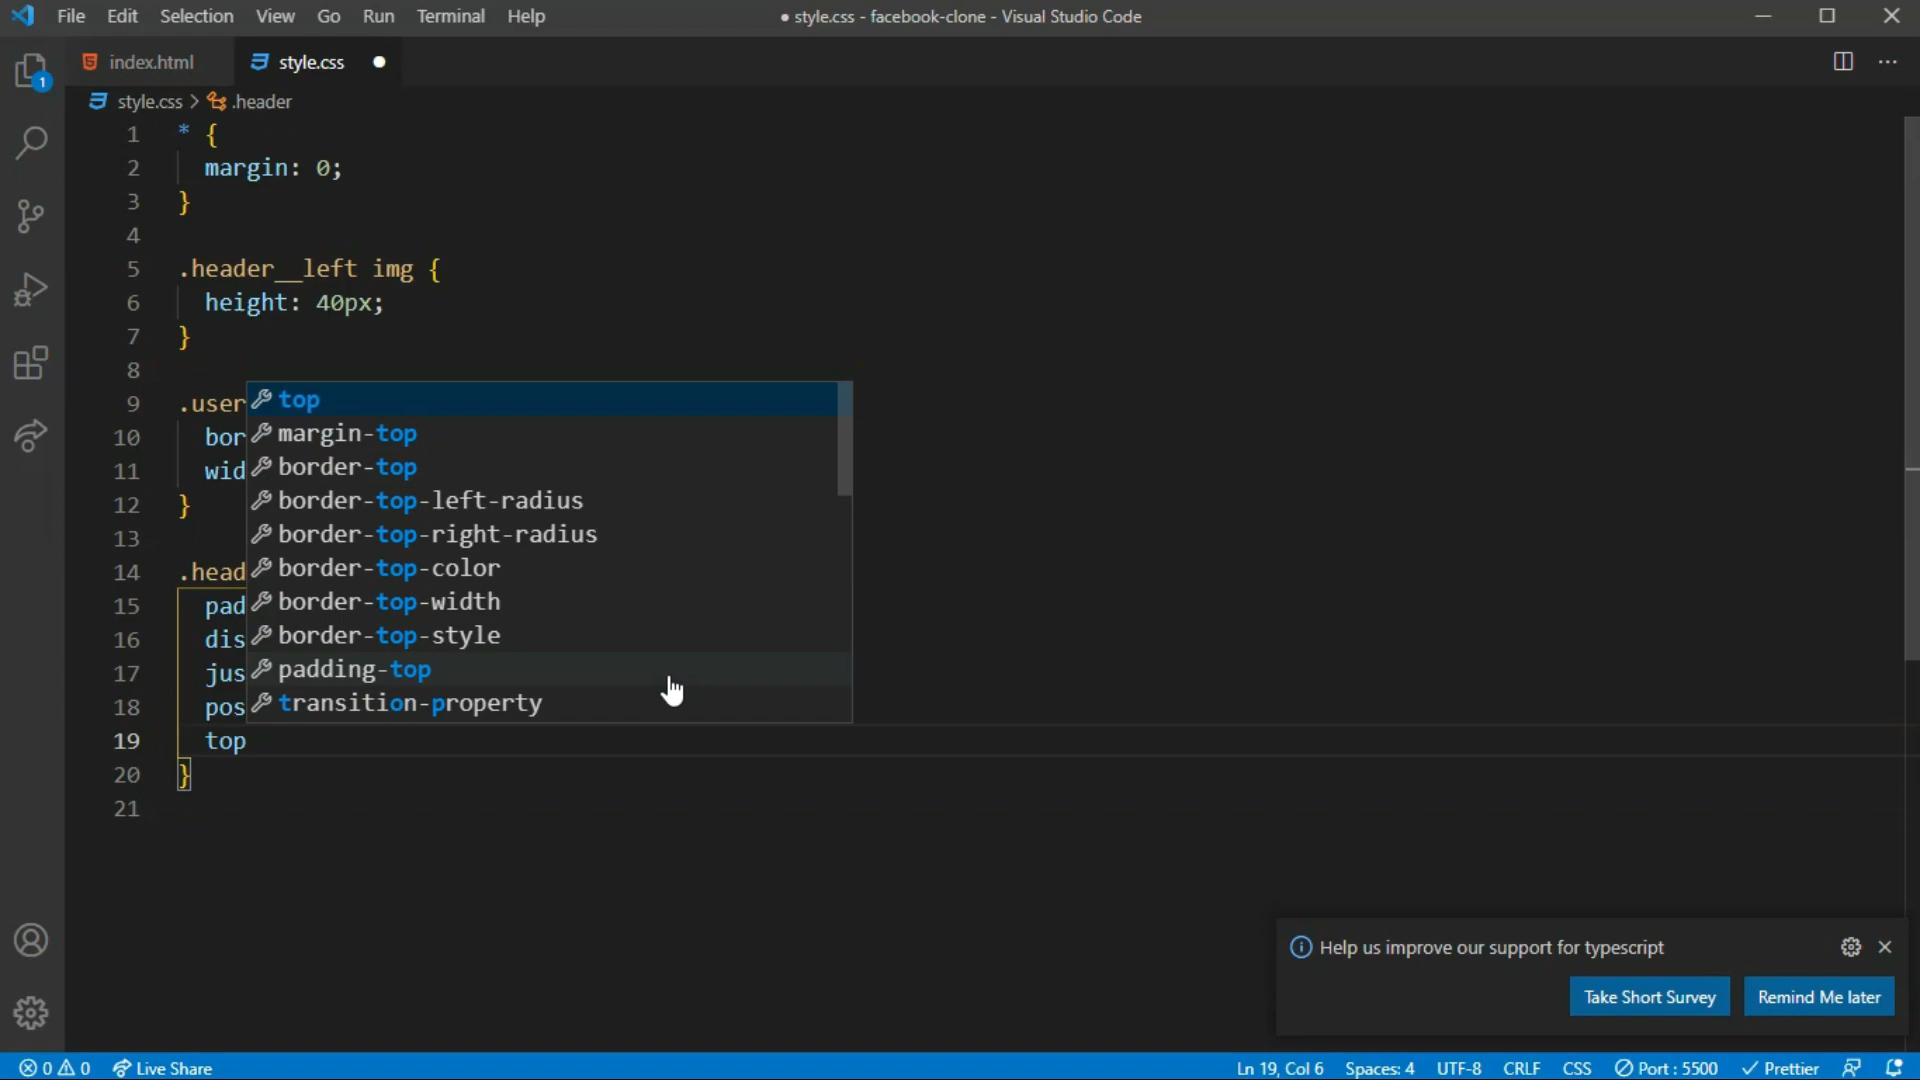 File Edit Selection View Go Run Terminal Help
● style.css - facebook-clone - Visual Studio Code
1
index.html
style.css ●
style.css > .header
1 * {
2 margin: 0;
3 }
4
5 .header__left img {
6 height: 40px;
7 }
8
9 .user
10 bor
11 wid
12 }
13
14 .head
15 pad
16 dis
17 jus
18 pos
19 top
20 }
21
top
margin-top
border-top
border-top-left-radius
border-top-right-radius
border-top-color
border-top-width
border-top-style
padding-top
transition-property
Help us improve our support for typescript
Take Short Survey
Remind Me later
0 0 Live Share
Ln 19, Col 6 Spaces: 4 UTF-8 CRLF CSS Port : 5500 ✓ Prettier